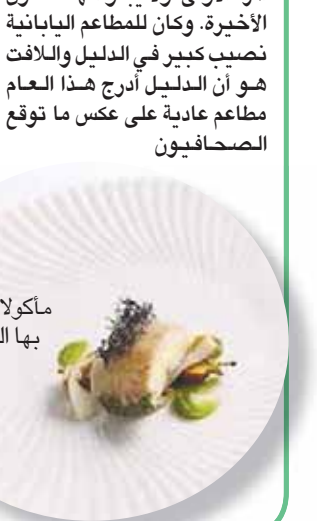 الأخيرة. وكان للمطاعم اليابانية
نصيب كبير في الدليل واللافت
هو أن الدليل أدرج هذا العام
مطاعم عادية على عكس ما توقع
الصحافيون
مأكولا
بها ال